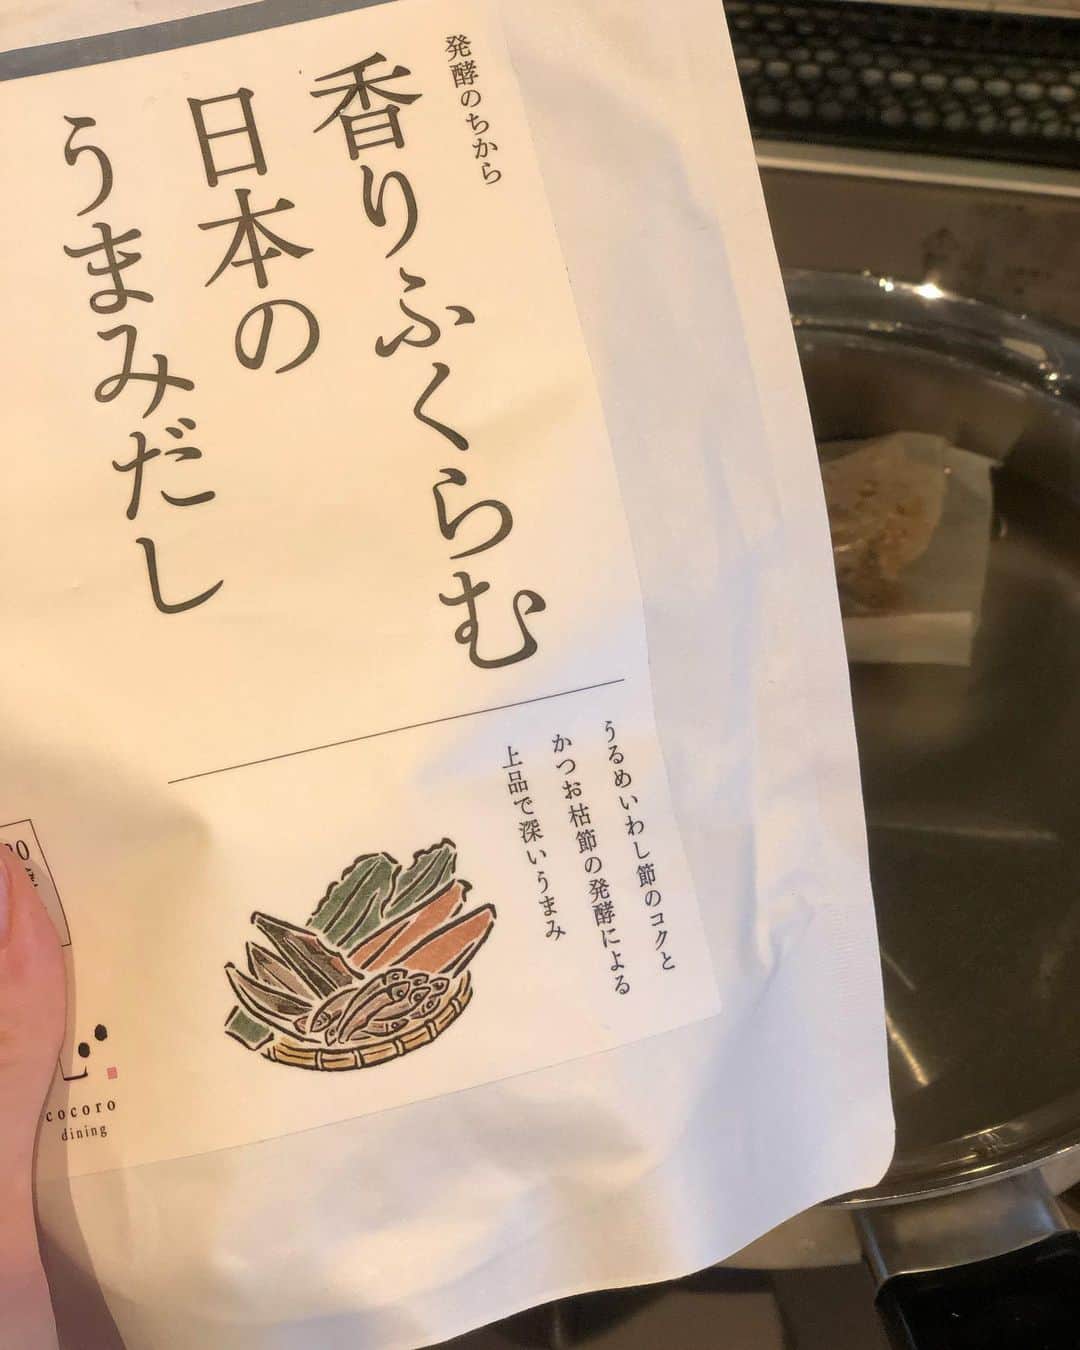 発酵のちから
香りふくらむ
日本の
うまみだし
うるめいわし節のコクと
かつお枯節の発酵による
上品で深いうまみ
cocoro
dining